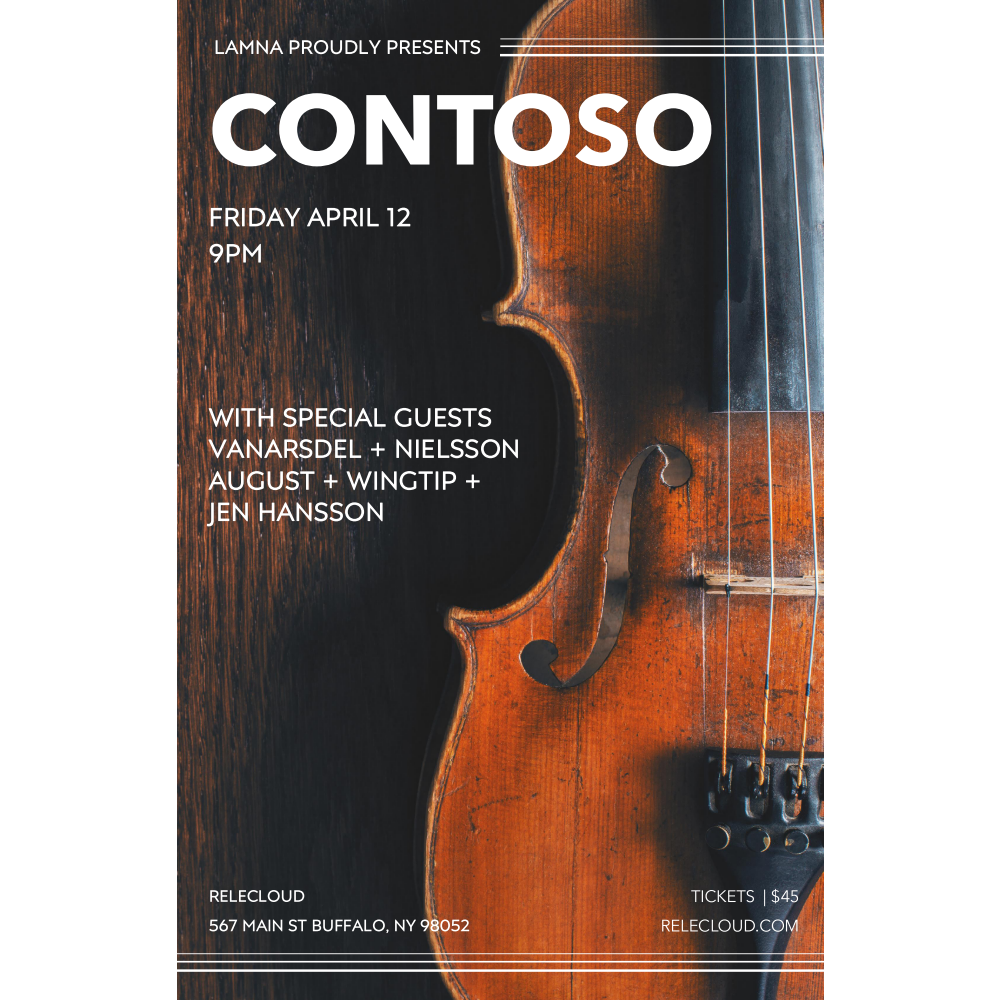 LAMNA PROUDLY PRESENTS
CONTOSO
FRIDAY APRIL 12
9PM
WITH SPECIAL GUESTS
VANARSDEL + NIELSSON
AUGUST + WINGTIP +
JEN HANSSON
RELECLOUD
567 MAIN ST BUFFALO, NY 98052
TICKETS | $45
RELECLOUD.COM